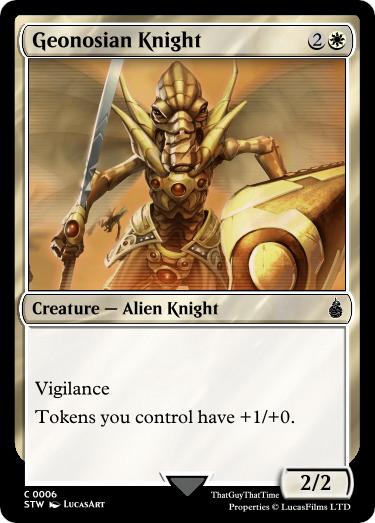 Geonosian Knight 2
Creature — Alien Knight
Vigilance
Tokens you control have +1/+0.
2/2
C 0006
STW LucasArt
ThatGuyThatTime
Properties © LucasFilms LTD